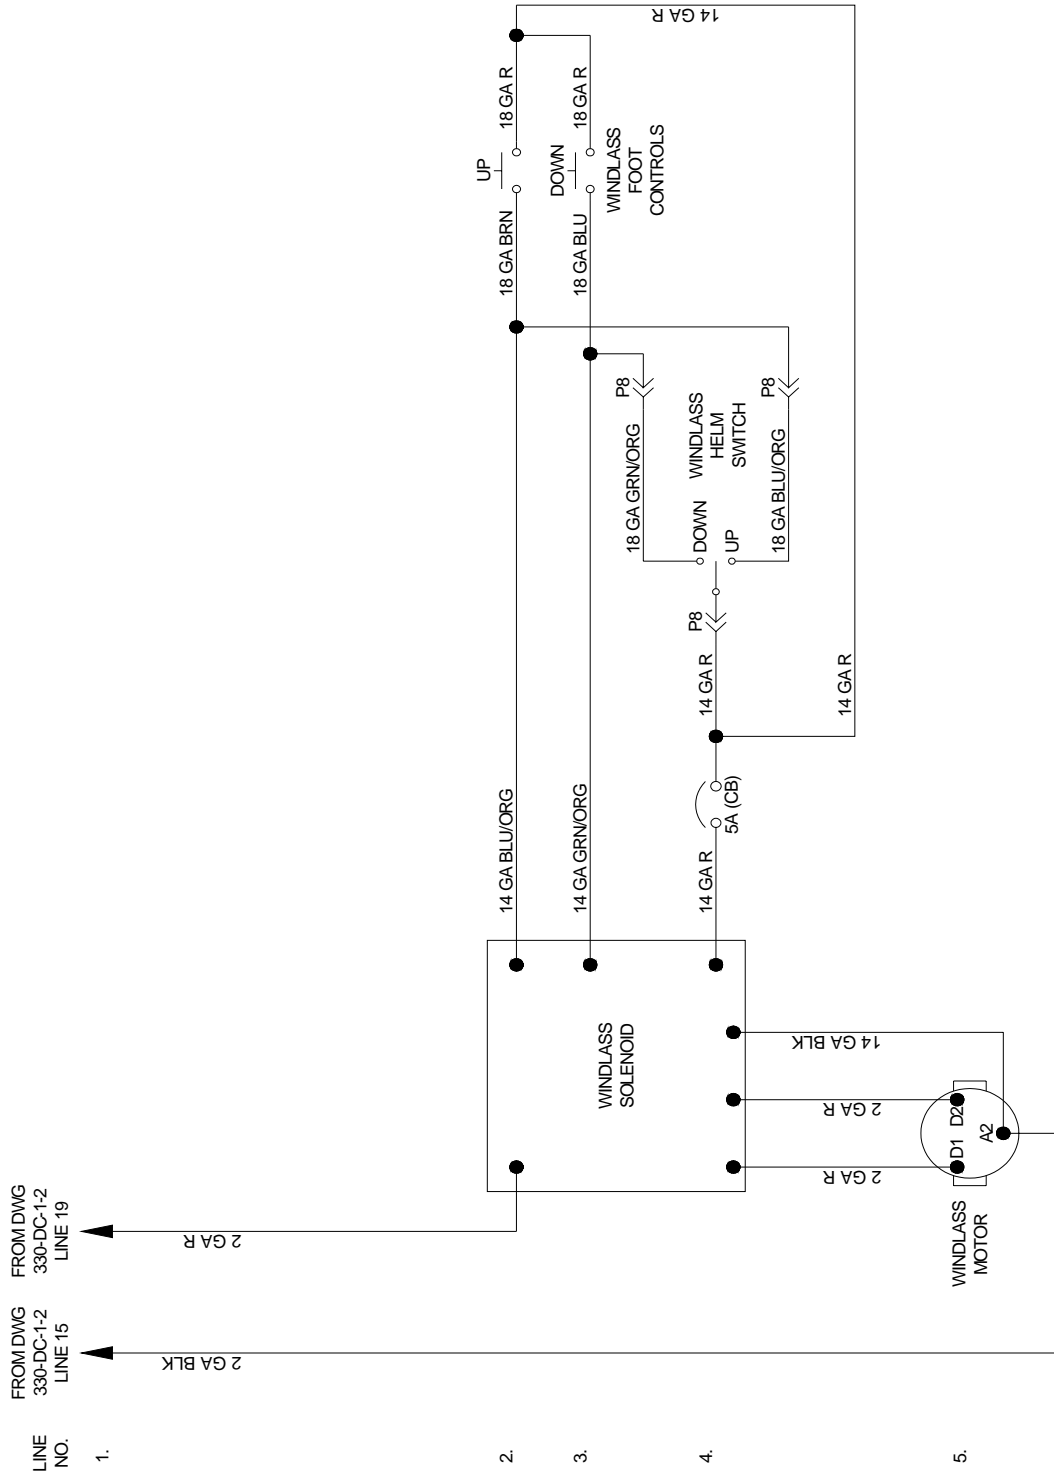 LINE
NO.
FROM DWG
330-DC-1-2
LINE 15
FROM DWG
330-DC-1-2
LINE 19
1.
2 GA BLK
2 GA R
14 GA R
2.
14 GA BLU/ORG
18 GA BRN
UP
18 GA R
3.
14 GA GRN/ORG
18 GA BLU
DOWN
18 GA R
WINDLASS
FOOT
CONTROLS
WINDLASS
SOLENOID
18 GA GRN/ORG
P8
4.
14 GA R
5A (CB)
14 GA R
P8
DOWN
UP
WINDLASS
HELM
SWITCH
18 GA BLU/ORG
P8
14 GA R
2 GA R
2 GA R
14 GA BLK
5.
WINDLASS
MOTOR
D1 D2
A2